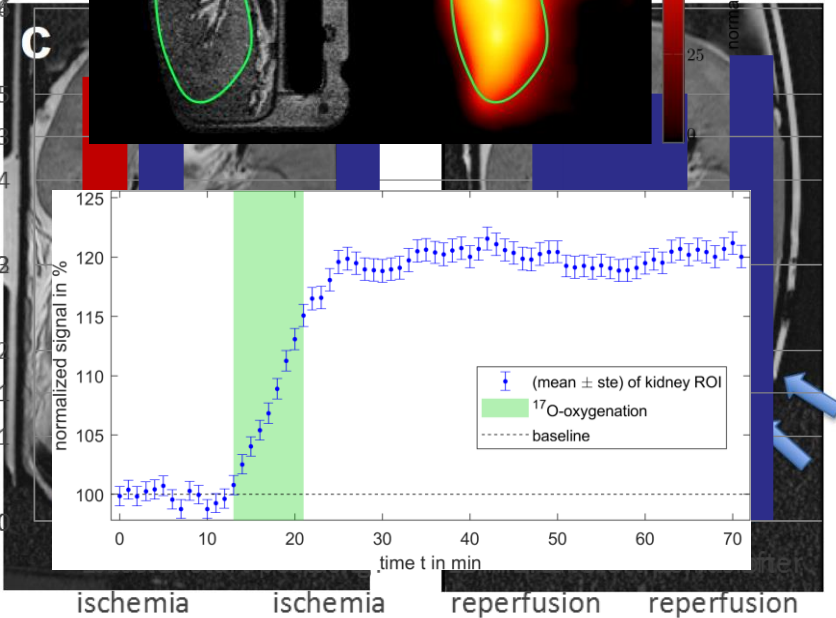 C
25
norma
125
120
115
110
105
100
normalized signal in %
(mean ± ste) of kidney ROI
17O-oxygenation
baseline
0 10 20 30 40 50 60 70
time t in min
ischemia ischemia reperfusion reperfusion